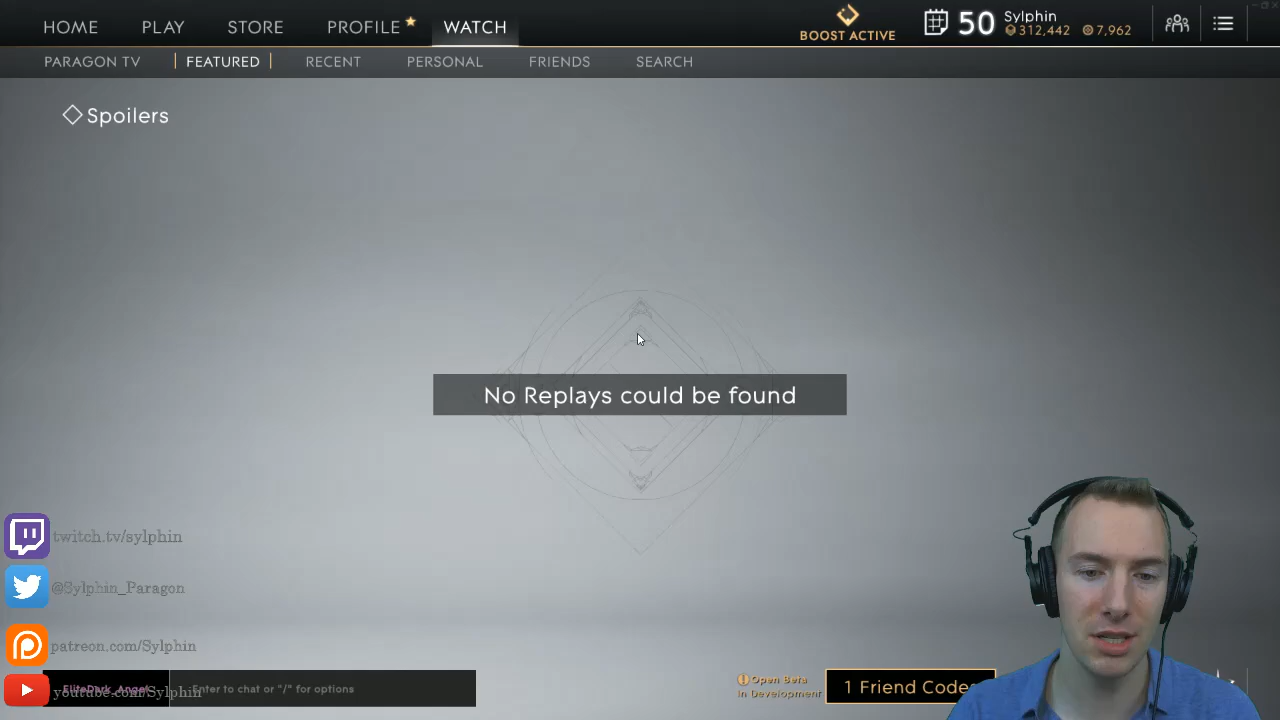 HOME PLAY STORE PROFILE WATCH
BOOST ACTIVE
50 Sylphin
312,442 7,962
PARAGON TV FEATURED RECENT PERSONAL FRIENDS SEARCH
Spoilers
No Replays could be found
twitch.tv/sylphin
@Sylphin_Paragon
patreon.com/Sylphin
youtube.com/Sylphin
Enter to chat or "/" for options
Open Beta
In Development
1 Friend Codes